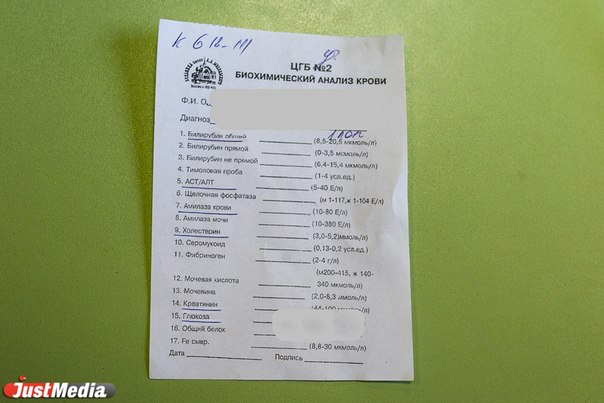 К 618-111
ЦГБ №2
БИОХИМИЧЕСКИЙ АНАЛИЗ КРОВИ
Ф.И. О.
Диагноз
1. Билирубин общий (8,5-20,5 мкмоль/л)
2. Билирубин прямой (0-3,5 мкмоль/л)
3. Билирубин не прямой (6,4-15,4 мкмоль/л)
4. Тимоловая проба (1-4 усл.ед.)
5. АСТ/АЛТ (5-40 Е/л)
6. Щелочная фосфатаза (м 1-117,ж 1-104 Е/л)
7. Амилаза крови (10-80 Е/л)
8. Амилаза мочи (10-380 Е/л)
9. Холестерин (3,0-5,2)ммоль/л)
10. Серомукоид (0,13-0,2 усл.ед)
11. Фибриноген (2-4 г/л)
(м200-415, ж 140-
12. Мочевая кислота 340 мкмоль/л)
13. Мочевина (2,0-8,3 ммоль/л)
14. Креатинин
15. Глюкоза
16. Общий белок
17. Fe сывр. (8,8-30 мкмоль/л)
Дата Подпись
JustMedia